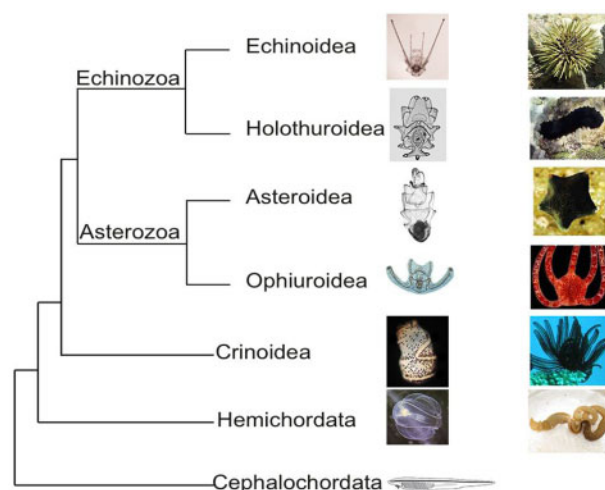 Echinoidea
Echinozoa
Holothuroidea
Asteroidea
Asterozoa
Ophiuroidea
Crinoidea
Hemichordata
Cephalochordata